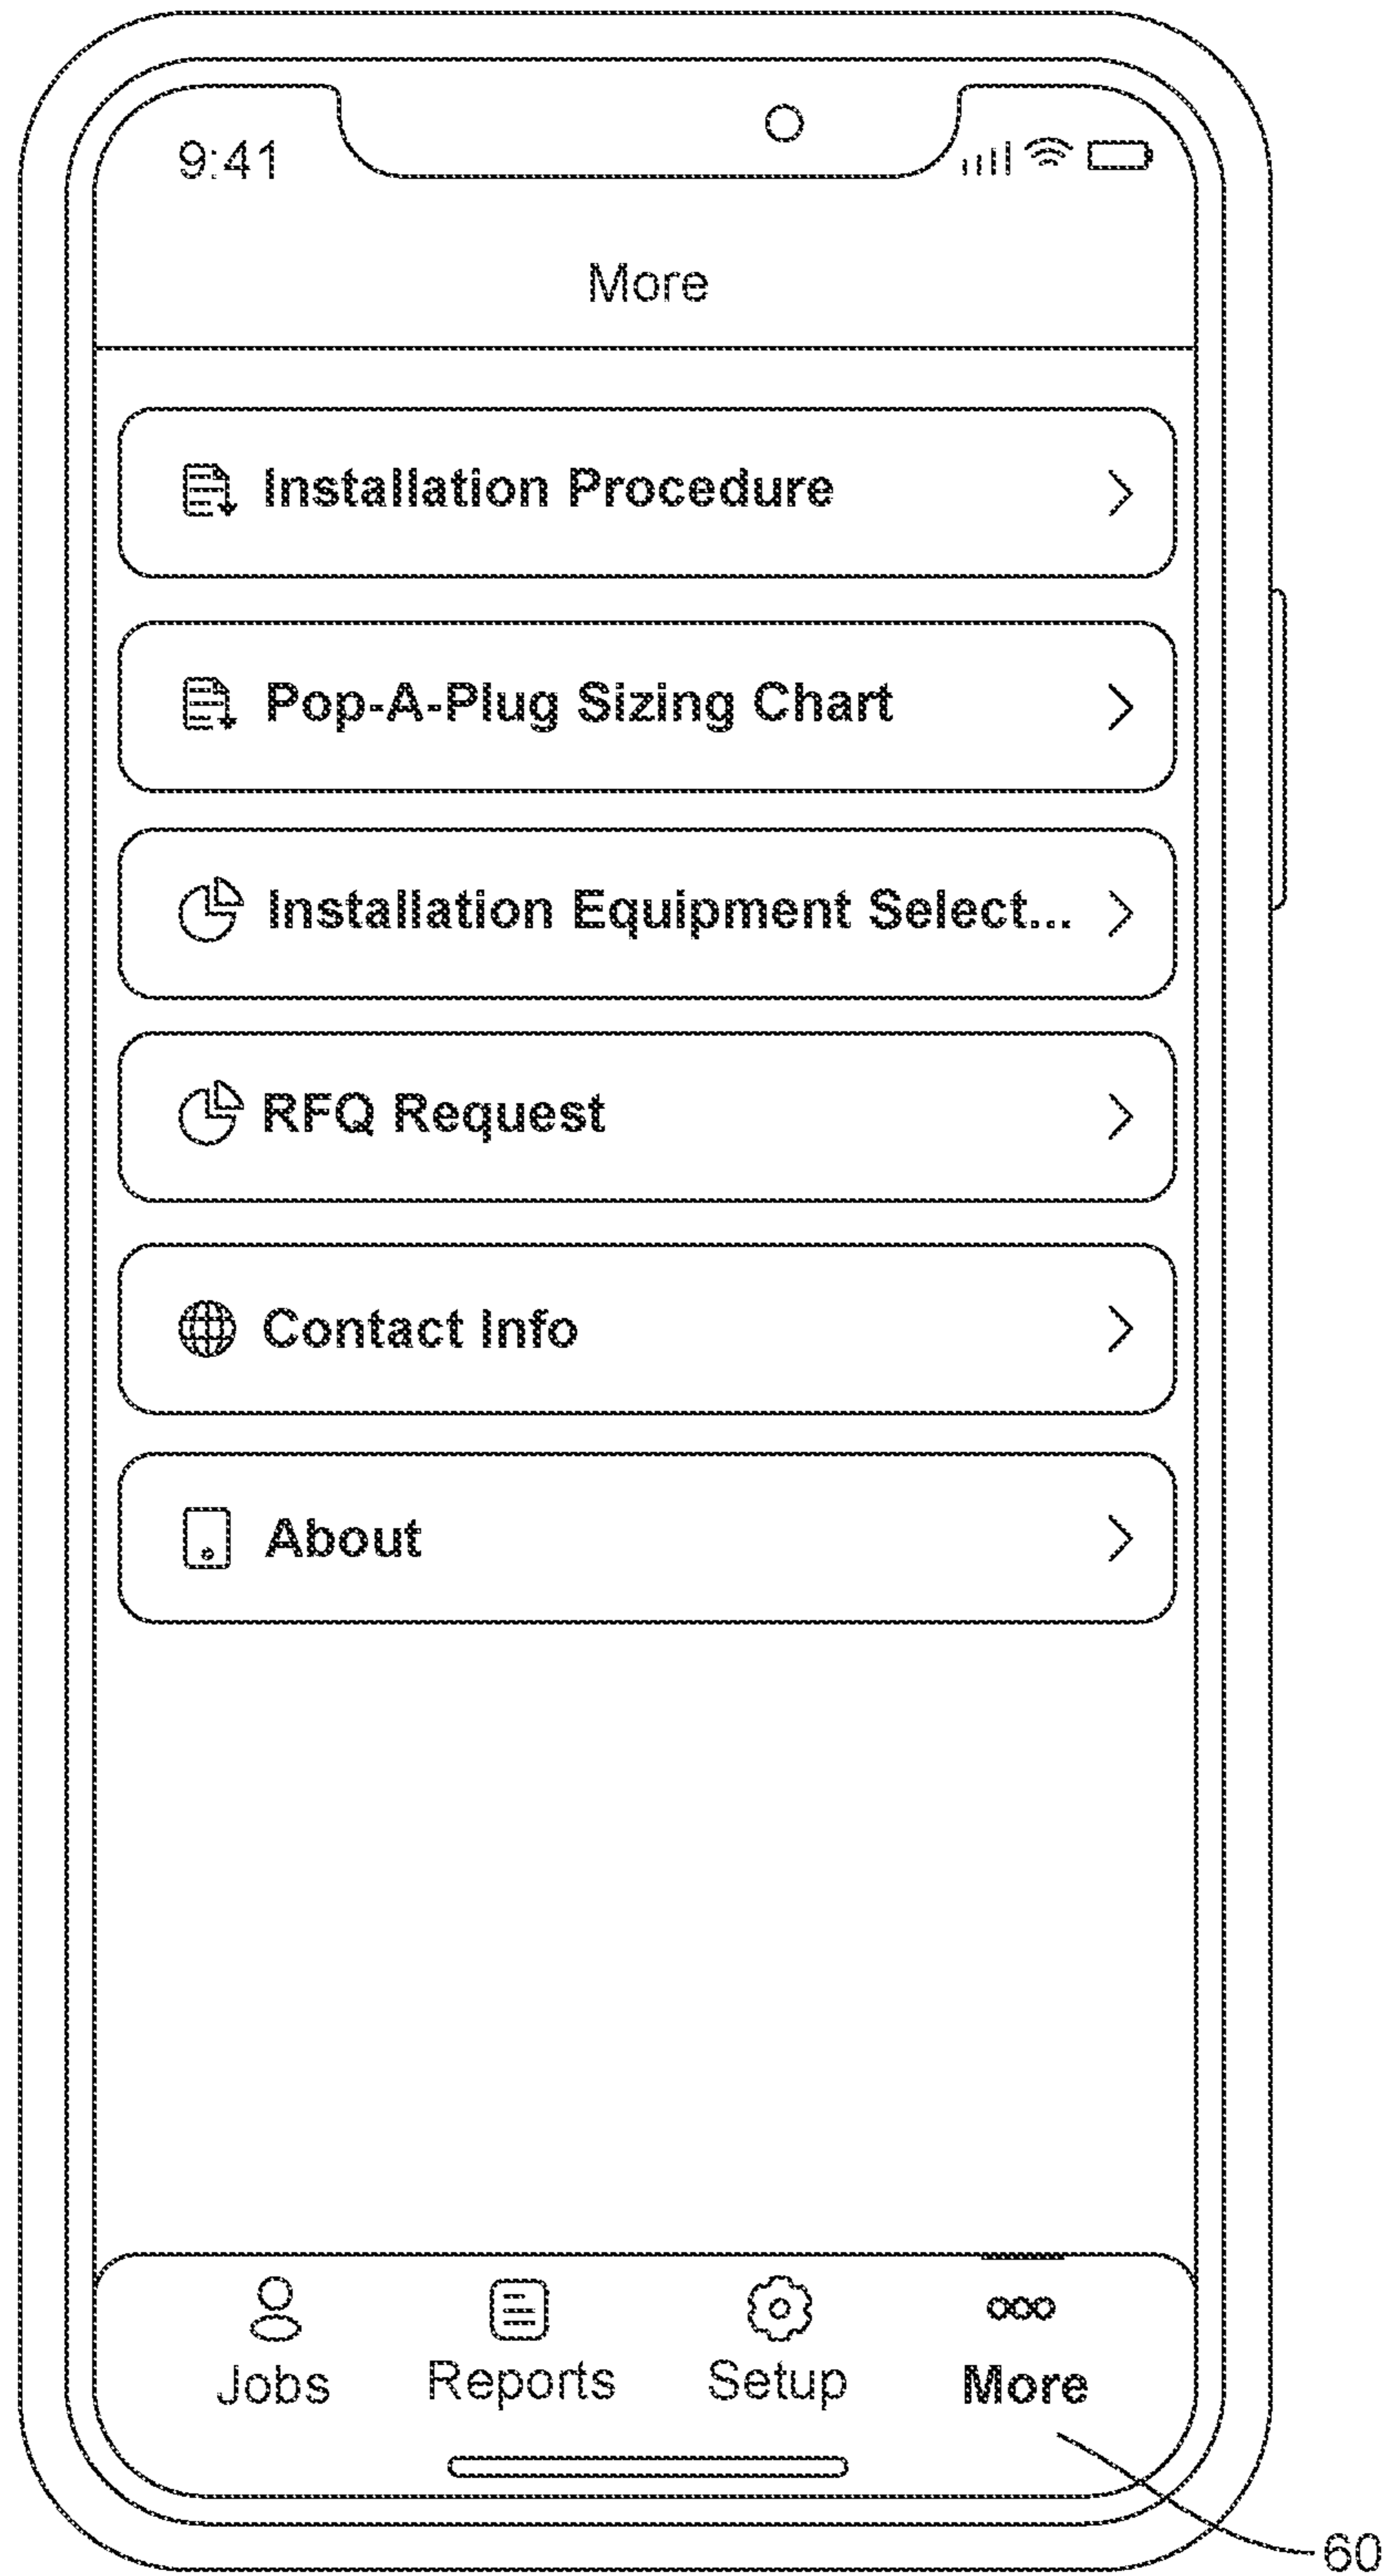 9:41
More
Installation Procedure
Pop-A-Plug Sizing Chart
Installation Equipment Select...
RFQ Request
Contact Info
About
Jobs Reports Setup More
60